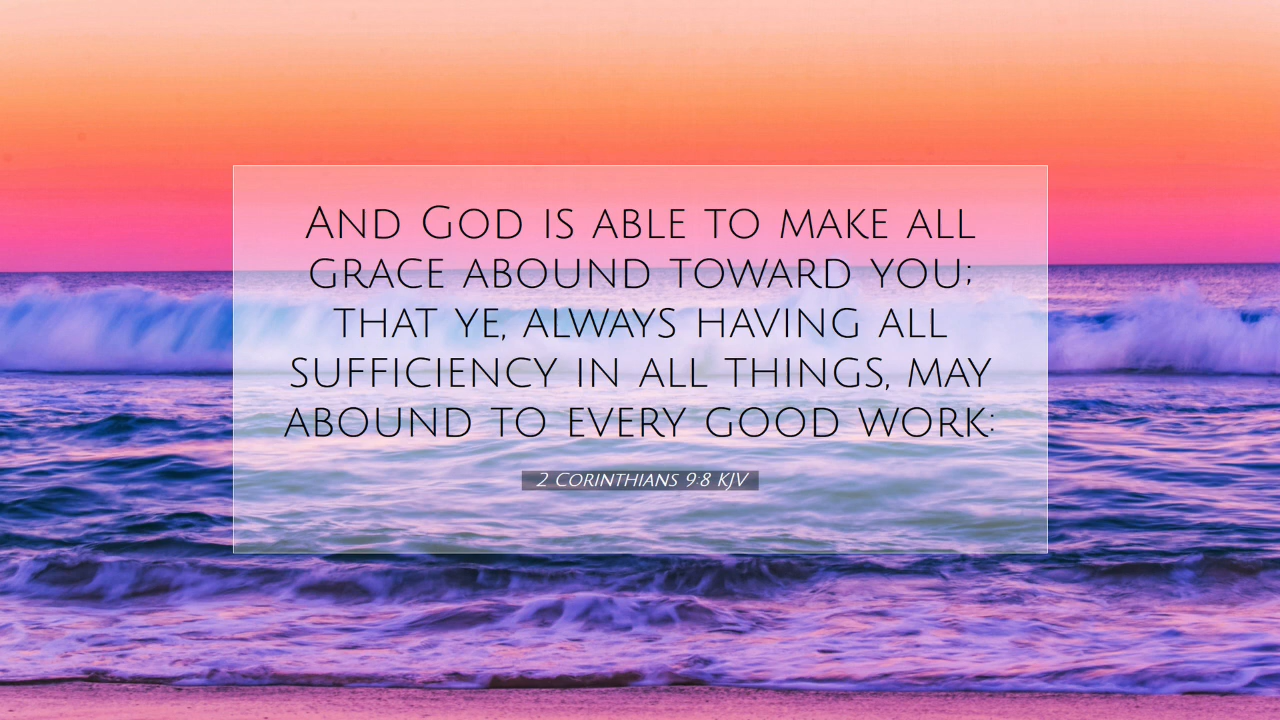 And God is able to make all
grace abound toward you;
that ye, always having all
sufficiency in all things, may
abound to every good work:
2 Corinthians 9:8 KJV